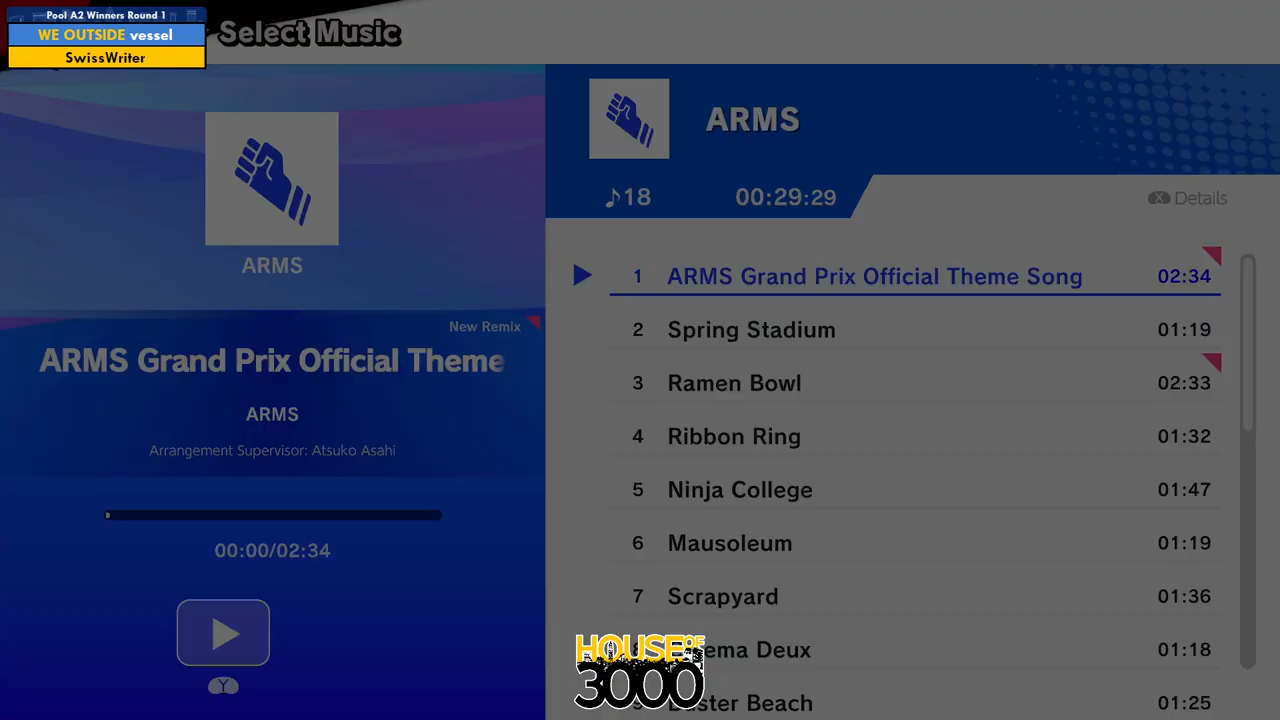 Pool A2 Winners Round 1
WE OUTSIDE vessel
SwissWriter
Select Music
ARMS
New Remix
ARMS Grand Prix Official Theme
ARMS
Arrangement Supervisor: Atsuko Asahi
00:00/02:34
Y
ARMS
♪18 00:29:29
X Details
1 ARMS Grand Prix Official Theme Song 02:34
2 Spring Stadium 01:19
3 Ramen Bowl 02:33
4 Ribbon Ring 01:32
5 Ninja College 01:47
6 Mausoleum 01:19
7 Scrapyard 01:36
Deux 01:18
Beach 01:25
HOUSE OF
3000